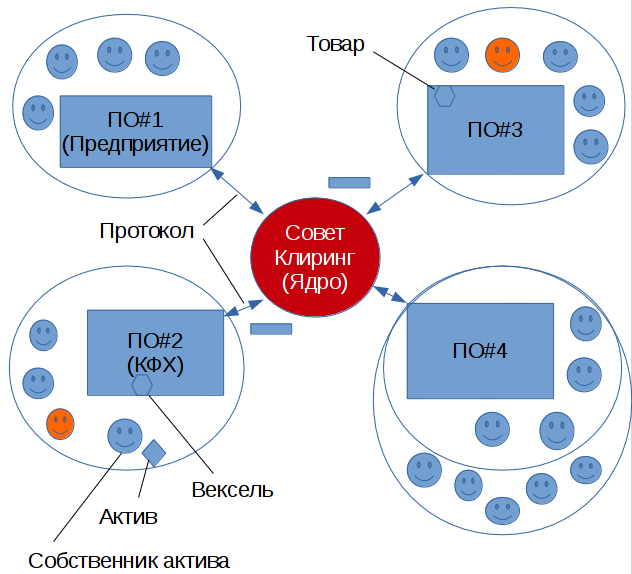 Товар
ПО#1
(Предприятие)
ПО#3
Протокол
Совет
Клиринг
(Ядро)
ПО#2
(КФХ)
ПО#4
Вексель
Актив
Собственник актива